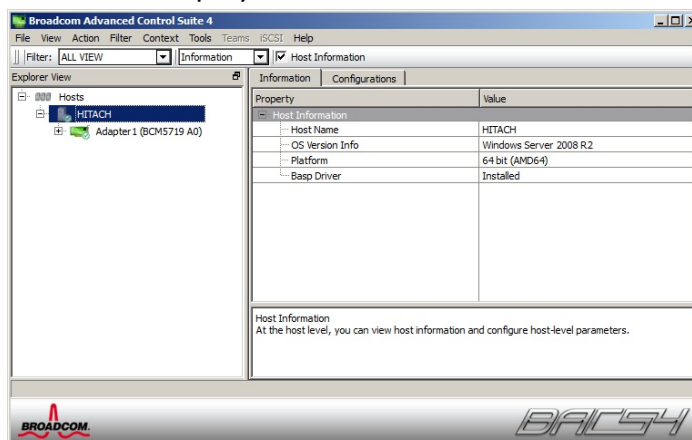 Broadcom Advanced Control Suite 4
File View Action Filter Context Tools Teams iSCSI Help
Filter: ALL VIEW Information Host Information
Explorer View
Information Configurations
Hosts
HITACH
Adapter1 (BCM5719 A0)
Property Value
Host Information
Host Name HITACH
OS Version Info Windows Server 2008 R2
Platform 64 bit (AMD64)
Basp Driver Installed
Host Information
At the host level, you can view host information and configure host-level parameters.
BROADCOM.
BACS4